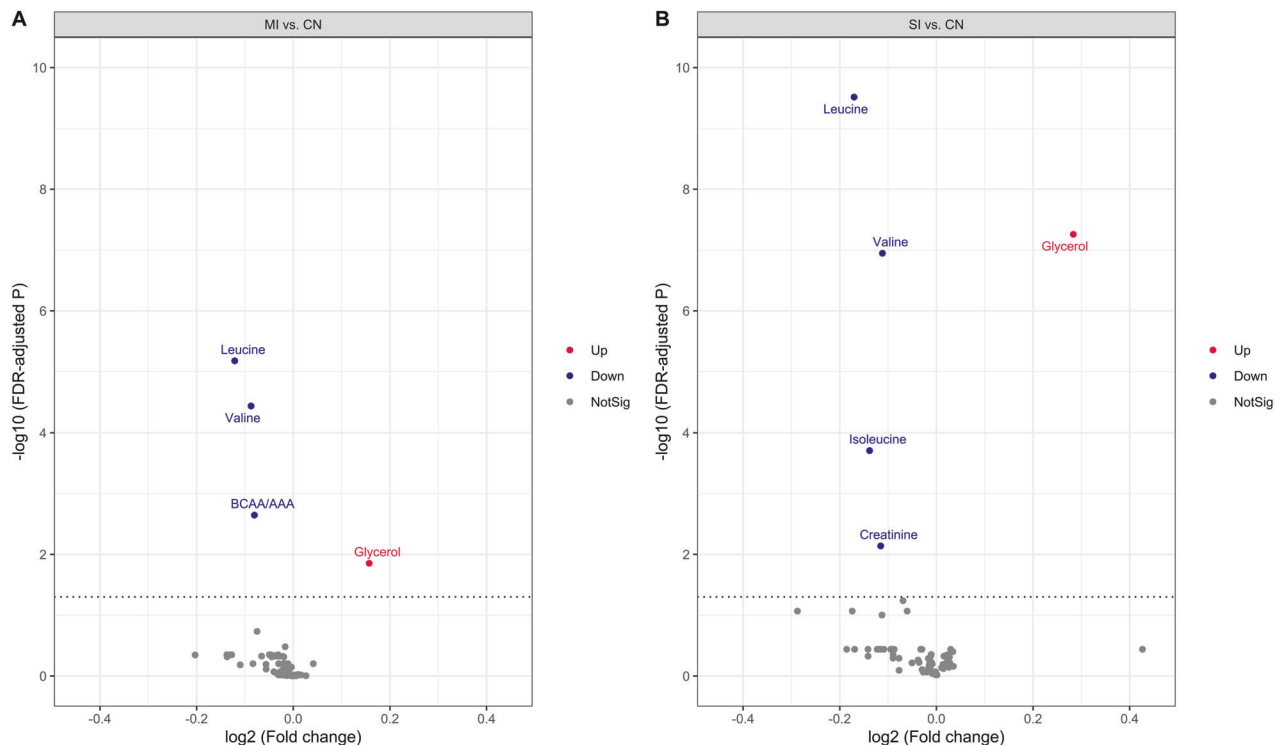 A
MI vs. CN
-log10 (FDR-adjusted P)
10
8
6
4
2
0
Leucine
Valine
BCAA/AAA
Glycerol
-0.4
-0.2
0.0
0.2
0.4
log2 (Fold change)
Up
Down
NotSig
B
SI vs. CN
-log10 (FDR-adjusted P)
10
8
6
4
2
0
Leucine
Valine
Glycerol
Isoleucine
Creatinine
-0.4
-0.2
0.0
0.2
0.4
log2 (Fold change)
Up
Down
NotSig